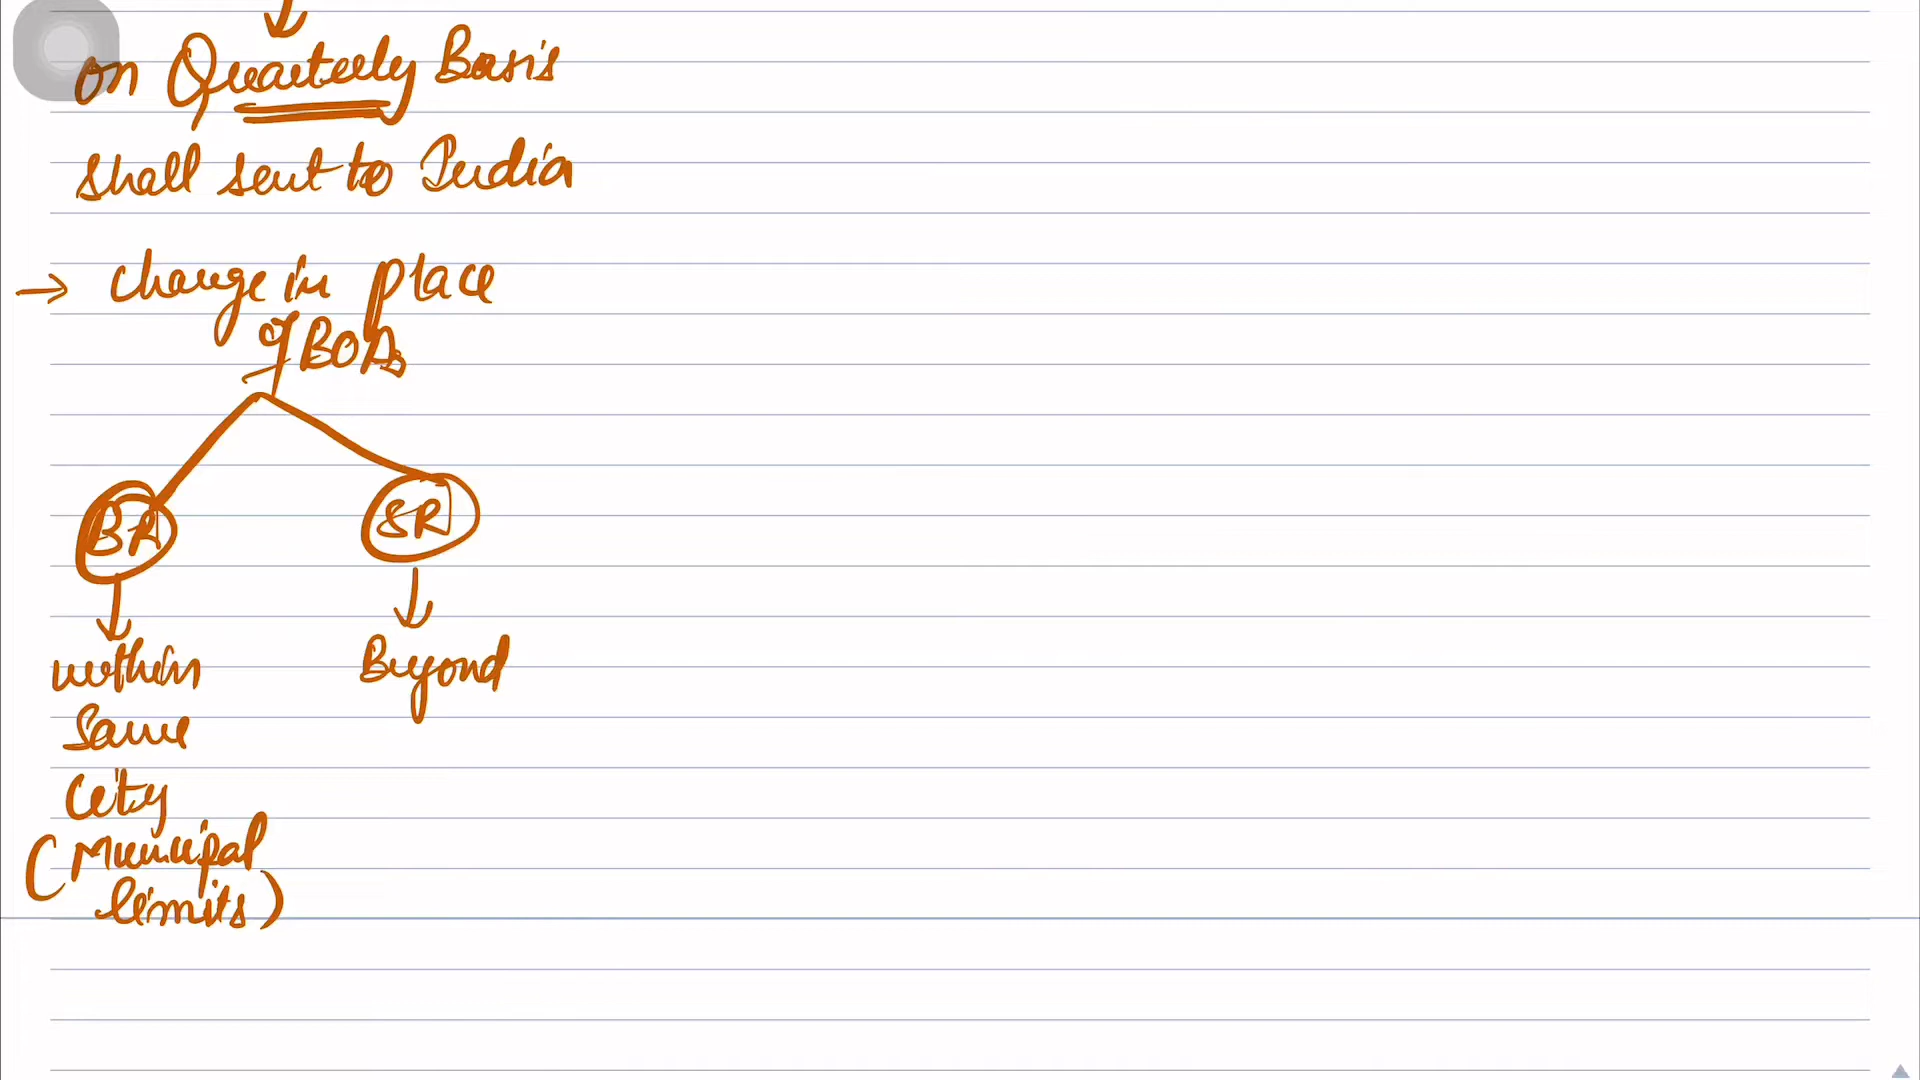 on Quarterly Basis
shall sent to India
→ change in place
of BOAs
BR SR
within Beyond
Same
City
(Municipal
limits)